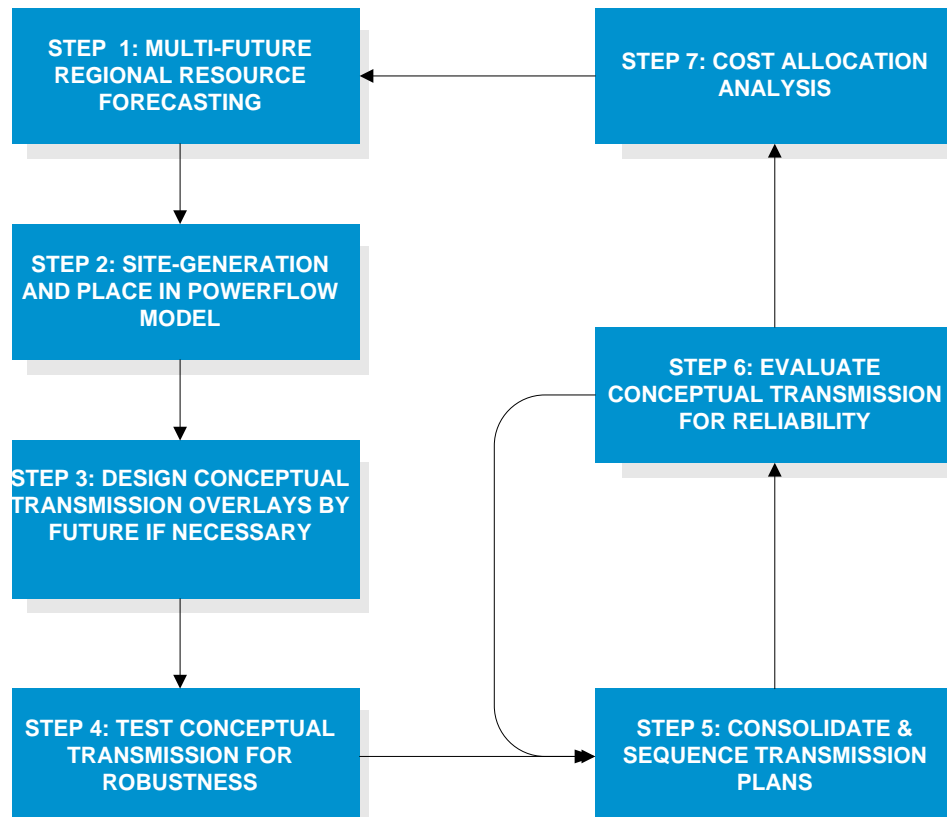 STEP 1: MULTI-FUTURE
REGIONAL RESOURCE
FORECASTING
STEP 2: SITE-GENERATION
AND PLACE IN POWERFLOW
MODEL
STEP 3: DESIGN CONCEPTUAL
TRANSMISSION OVERLAYS BY
FUTURE IF NECESSARY
STEP 4: TEST CONCEPTUAL
TRANSMISSION FOR
ROBUSTNESS
STEP 5: CONSOLIDATE &
SEQUENCE TRANSMISSION
PLANS
STEP 6: EVALUATE
CONCEPTUAL TRANSMISSION
FOR RELIABILITY
STEP 7: COST ALLOCATION
ANALYSIS